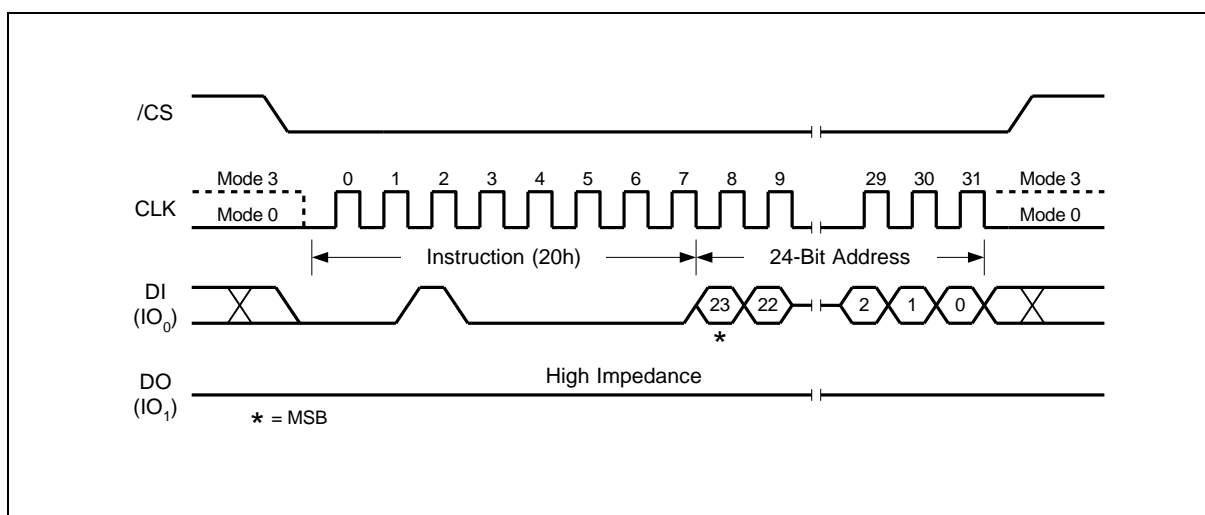 /CS
Mode 3
0 1 2 3 4 5 6 7 8 9 29 30 31
Mode 3
CLK
Mode 0
Mode 0
Instruction (20h)
24-Bit Address
DI
(IO₀)
23 22 2 1 0
*
High Impedance
DO
(IO₁)
* = MSB